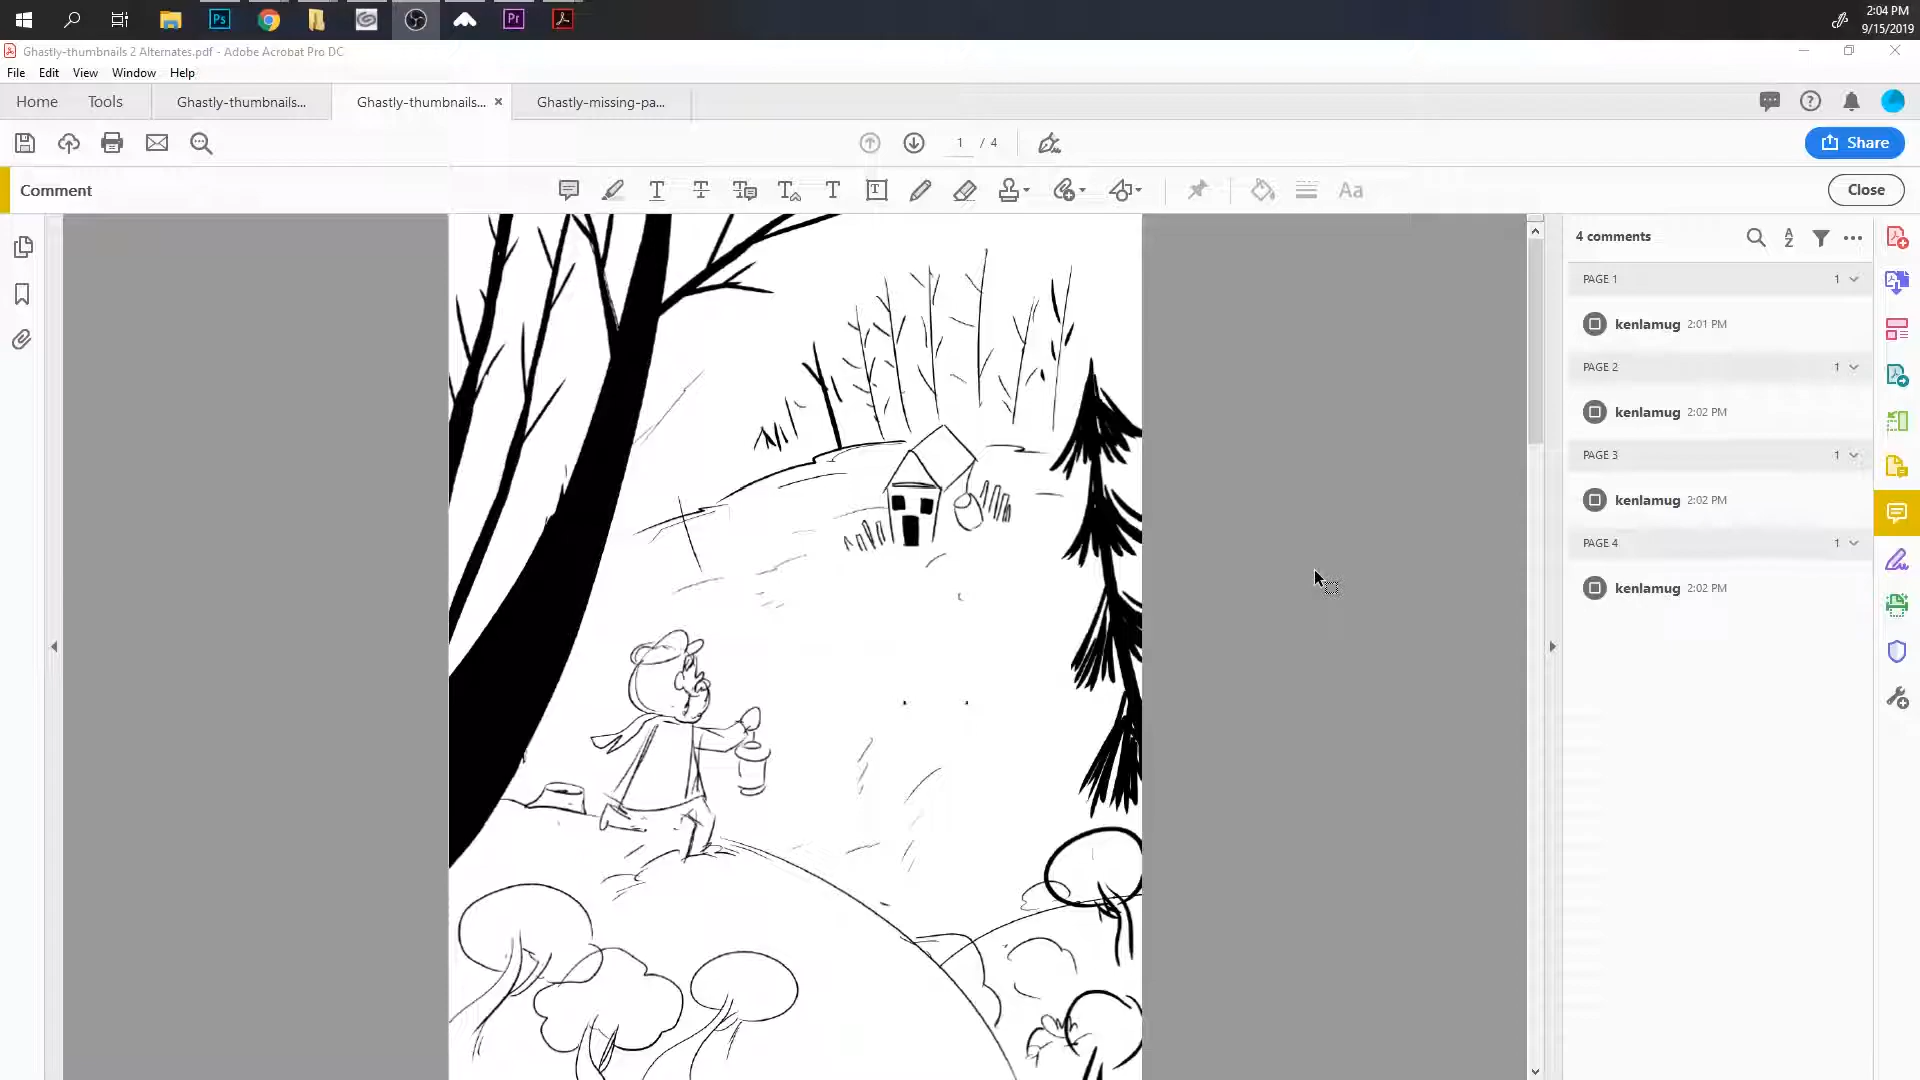 Ps
Pr
2:04 PM
9/15/2019
Ghastly-thumbnails 2 Alternates.pdf - Adobe Acrobat Pro DC
File Edit View Window Help
Home Tools Ghastly-thumbnails... Ghastly-thumbnails... × Ghastly-missing-pa...
1 / 4
Share
Comment
Aa
Close
4 comments
PAGE 1 1
kenlamug 2:01 PM
PAGE 2 1
kenlamug 2:02 PM
PAGE 3 1
kenlamug 2:02 PM
PAGE 4 1
kenlamug 2:02 PM